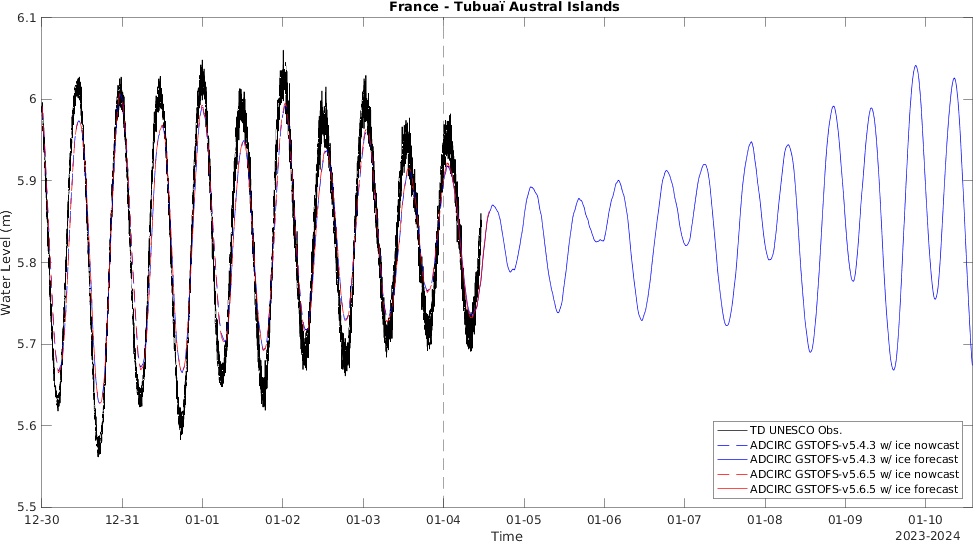 France - Tubuaï Austral Islands
6.1
6
5.9
5.8
5.7
5.6
5.5
Water Level (m)
12-30 12-31 01-01 01-02 01-03 01-04 01-05 01-06 01-07 01-08 01-09 01-10
Time
2023-2024
TD UNESCO Obs.
ADCIRC GSTOFS-v5.4.3 w/ ice nowcast
ADCIRC GSTOFS-v5.4.3 w/ ice forecast
ADCIRC GSTOFS-v5.6.5 w/ ice nowcast
ADCIRC GSTOFS-v5.6.5 w/ ice forecast